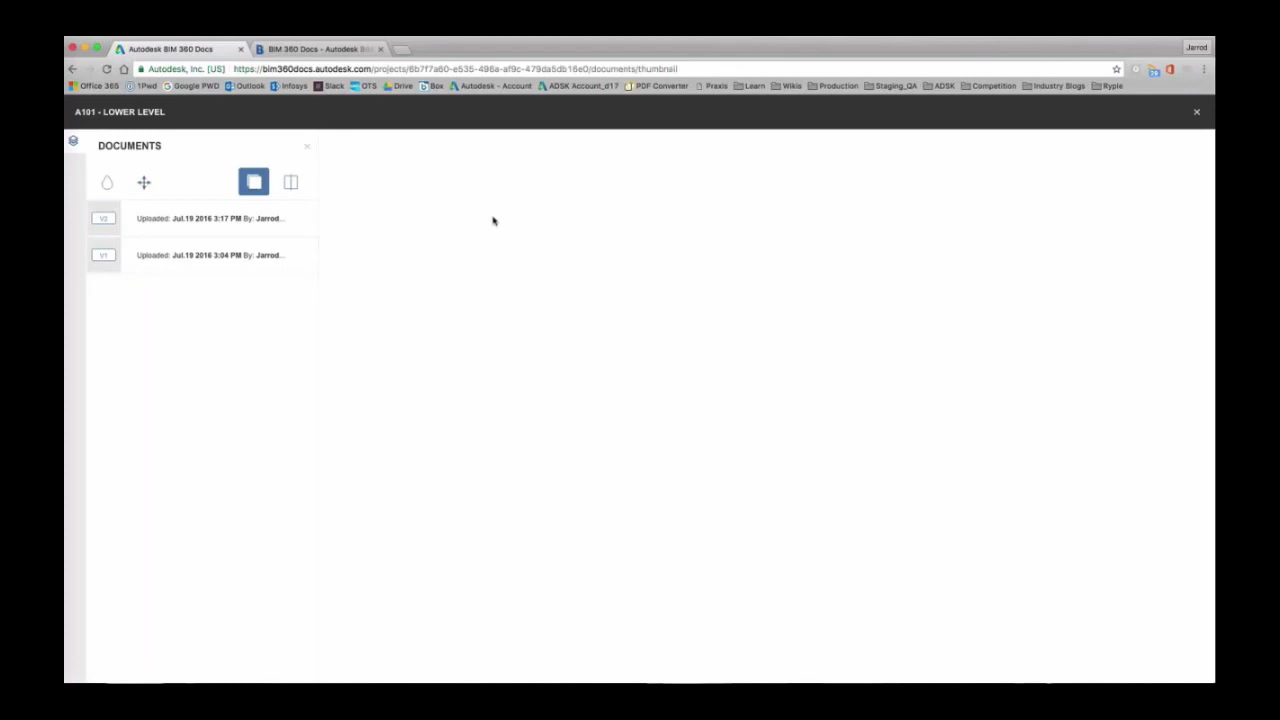 Autodesk BIM 360 Docs
BIM 360 Docs - Autodesk
Jarrod
Autodesk, Inc. [US] https://bim360docs.autodesk.com/projects/6b7f7a60-e535-496a-af9c-479da5db16e0/documents/thumbnail
Office 365 1Pwd Google PWD Outlook Infosys Slack OTS Drive Box Autodesk - Account ADSK Account_d17 PDF Converter Praxis Learn Wikis Production Staging_QA ADSK Competition Industry Blogs Ryple
A101 - LOWER LEVEL
DOCUMENTS
V2 Uploaded: Jul.19 2016 3:17 PM By: Jarrod...
V1 Uploaded: Jul.19 2016 3:04 PM By: Jarrod...